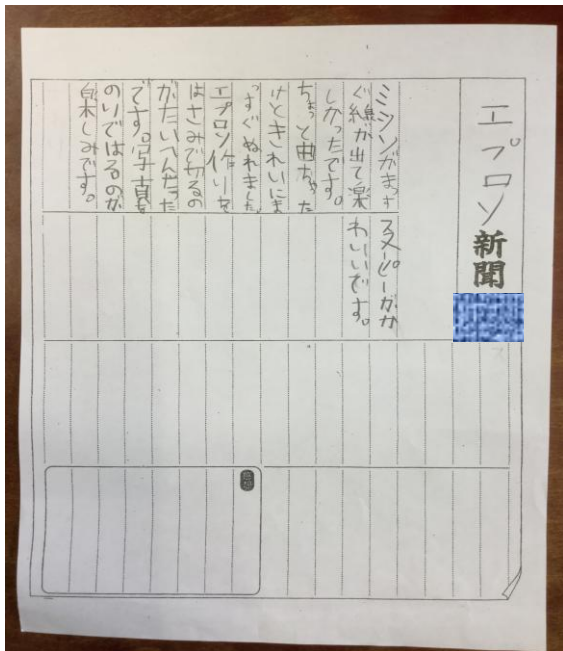 エプロン新聞
ミシンがまっす
ぐ線が出て楽
しかったです。
ちょっと曲ちゃた
けときれいにま
っすぐぬれました。
エプロン作りを
はさみで切るの
がたいへんだった
です。写真を
のりではるのが
楽しみです。
スヌーピーがか
わいいです。